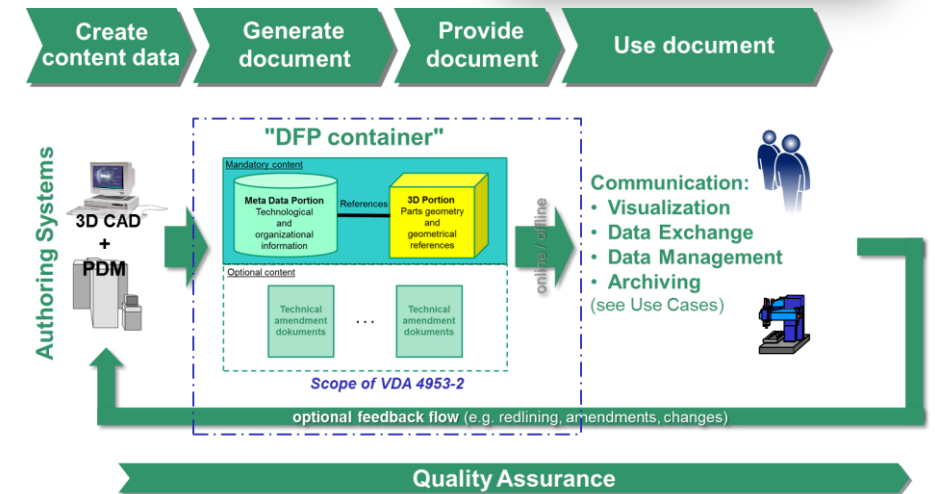 Create
content data
Generate
document
Provide
document
Use document
Authoring Systems
3D CAD
+
PDM
"DFP container"
Mandatory content
Meta Data Portion
Technological
and
organizational
information
References
3D Portion
Parts geometry
and
geometrical
references
Optional content
Technical
amendment
dokuments
. . .
Technical
amendment
dokuments
Scope of VDA 4953-2
online / offline
Communication:
• Visualization
• Data Exchange
• Data Management
• Archiving
(see Use Cases)
optional feedback flow (e.g. redlining, amendments, changes)
Quality Assurance